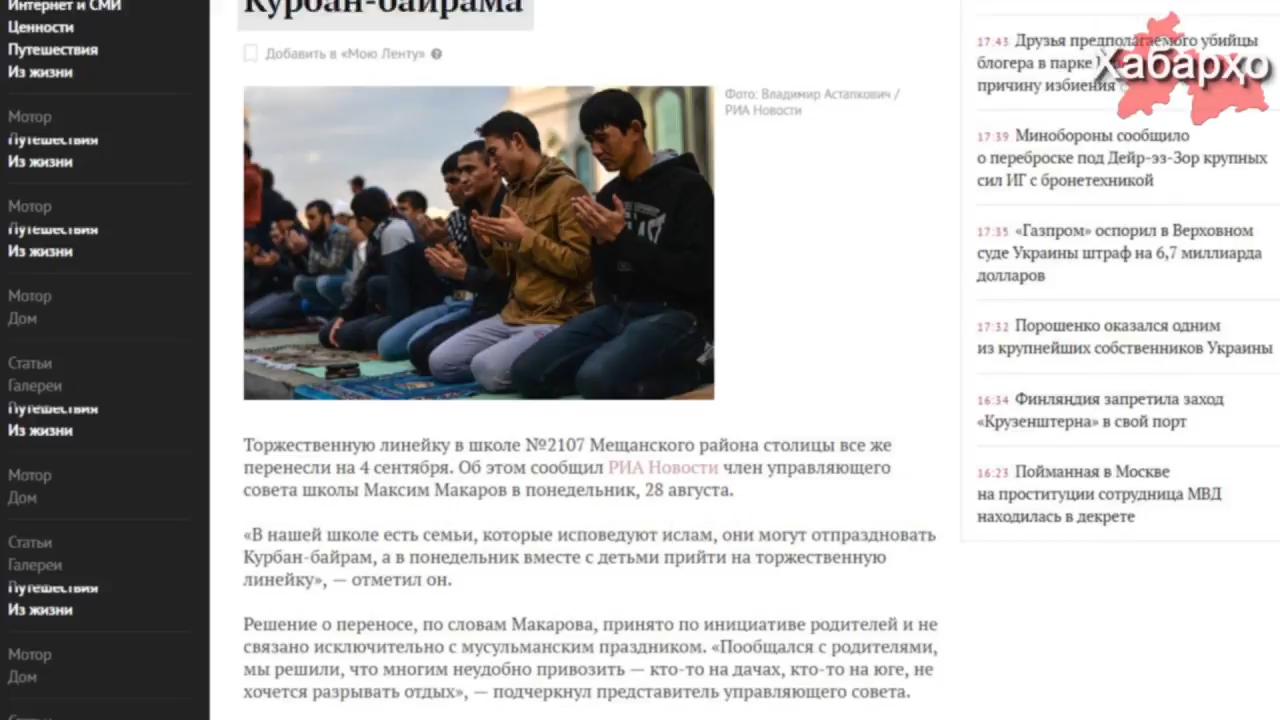 Интернет и СМИ
Ценности
Путешествия
Из жизни
Мотор
Путешествия
Из жизни
Мотор
Путешествия
Из жизни
Мотор
Дом
Статьи
Галереи
Путешествия
Из жизни
Мотор
Дом
Статьи
Галереи
Путешествия
Из жизни
Мотор
Дом
Курбан-байрама
Добавить в «Мою Ленту» ?
Фото: Владимир Астапкович /
РИА Новости
Торжественную линейку в школе №2107 Мещанского района столицы все же
перенесли на 4 сентября. Об этом сообщил РИА Новости член управляющего
совета школы Максим Макаров в понедельник, 28 августа.
«В нашей школе есть семьи, которые исповедуют ислам, они могут отпраздновать
Курбан-байрам, а в понедельник вместе с детьми прийти на торжественную
линейку», — отметил он.
Решение о переносе, по словам Макарова, принято по инициативе родителей и не
связано исключительно с мусульманским праздником. «Пообщался с родителями,
мы решили, что многим неудобно привозить — кто-то на дачах, кто-то на юге, не
хочется разрывать отдых», — подчеркнул представитель управляющего совета.
17:43 Друзья предполагаемого убийцы
блогера в парке
причину избиения
Хабарҳо
17:39 Минобороны сообщило
о переброске под Дейр-эз-Зор крупных
сил ИГ с бронетехникой
17:35 «Газпром» оспорил в Верховном
суде Украины штраф на 6,7 миллиарда
долларов
17:32 Порошенко оказался одним
из крупнейших собственников Украины
16:34 Финляндия запретила заход
«Крузенштерна» в свой порт
16:23 Пойманная в Москве
на проституции сотрудница МВД
находилась в декрете